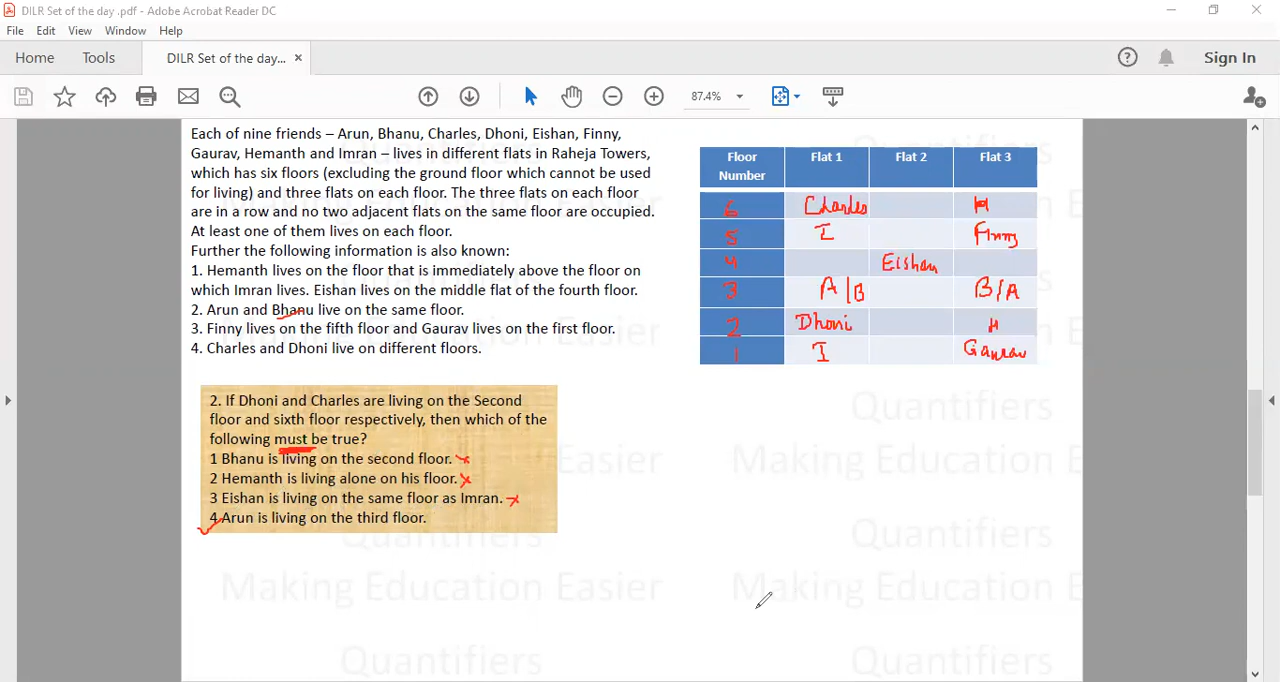 DILR Set of the day .pdf - Adobe Acrobat Reader DC
File Edit View Window Help
Home Tools DILR Set of the day... × Sign In
87.4%
Each of nine friends – Arun, Bhanu, Charles, Dhoni, Eishan, Finny,
Gaurav, Hemanth and Imran – lives in different flats in Raheja Towers,
which has six floors (excluding the ground floor which cannot be used
for living) and three flats on each floor. The three flats on each floor
are in a row and no two adjacent flats on the same floor are occupied.
At least one of them lives on each floor.
Further the following information is also known:
1. Hemanth lives on the floor that is immediately above the floor on
which Imran lives. Eishan lives on the middle flat of the fourth floor.
2. Arun and Bhanu live on the same floor.
3. Finny lives on the fifth floor and Gaurav lives on the first floor.
4. Charles and Dhoni live on different floors.
2. If Dhoni and Charles are living on the Second
floor and sixth floor respectively, then which of the
following must be true?
1 Bhanu is living on the second floor.
2 Hemanth is living alone on his floor.
3 Eishan is living on the same floor as Imran.
4 Arun is living on the third floor.
Floor Number Flat 1 Flat 2 Flat 3
6 Charles H
5 I Finny
4 Eishan
3 A/B B/A
2 Dhoni H
1 I Gaurav
Quantifiers
Making Education Easier
Quantifiers
Making Education Easier Making Education E
Quantifiers Quantifiers